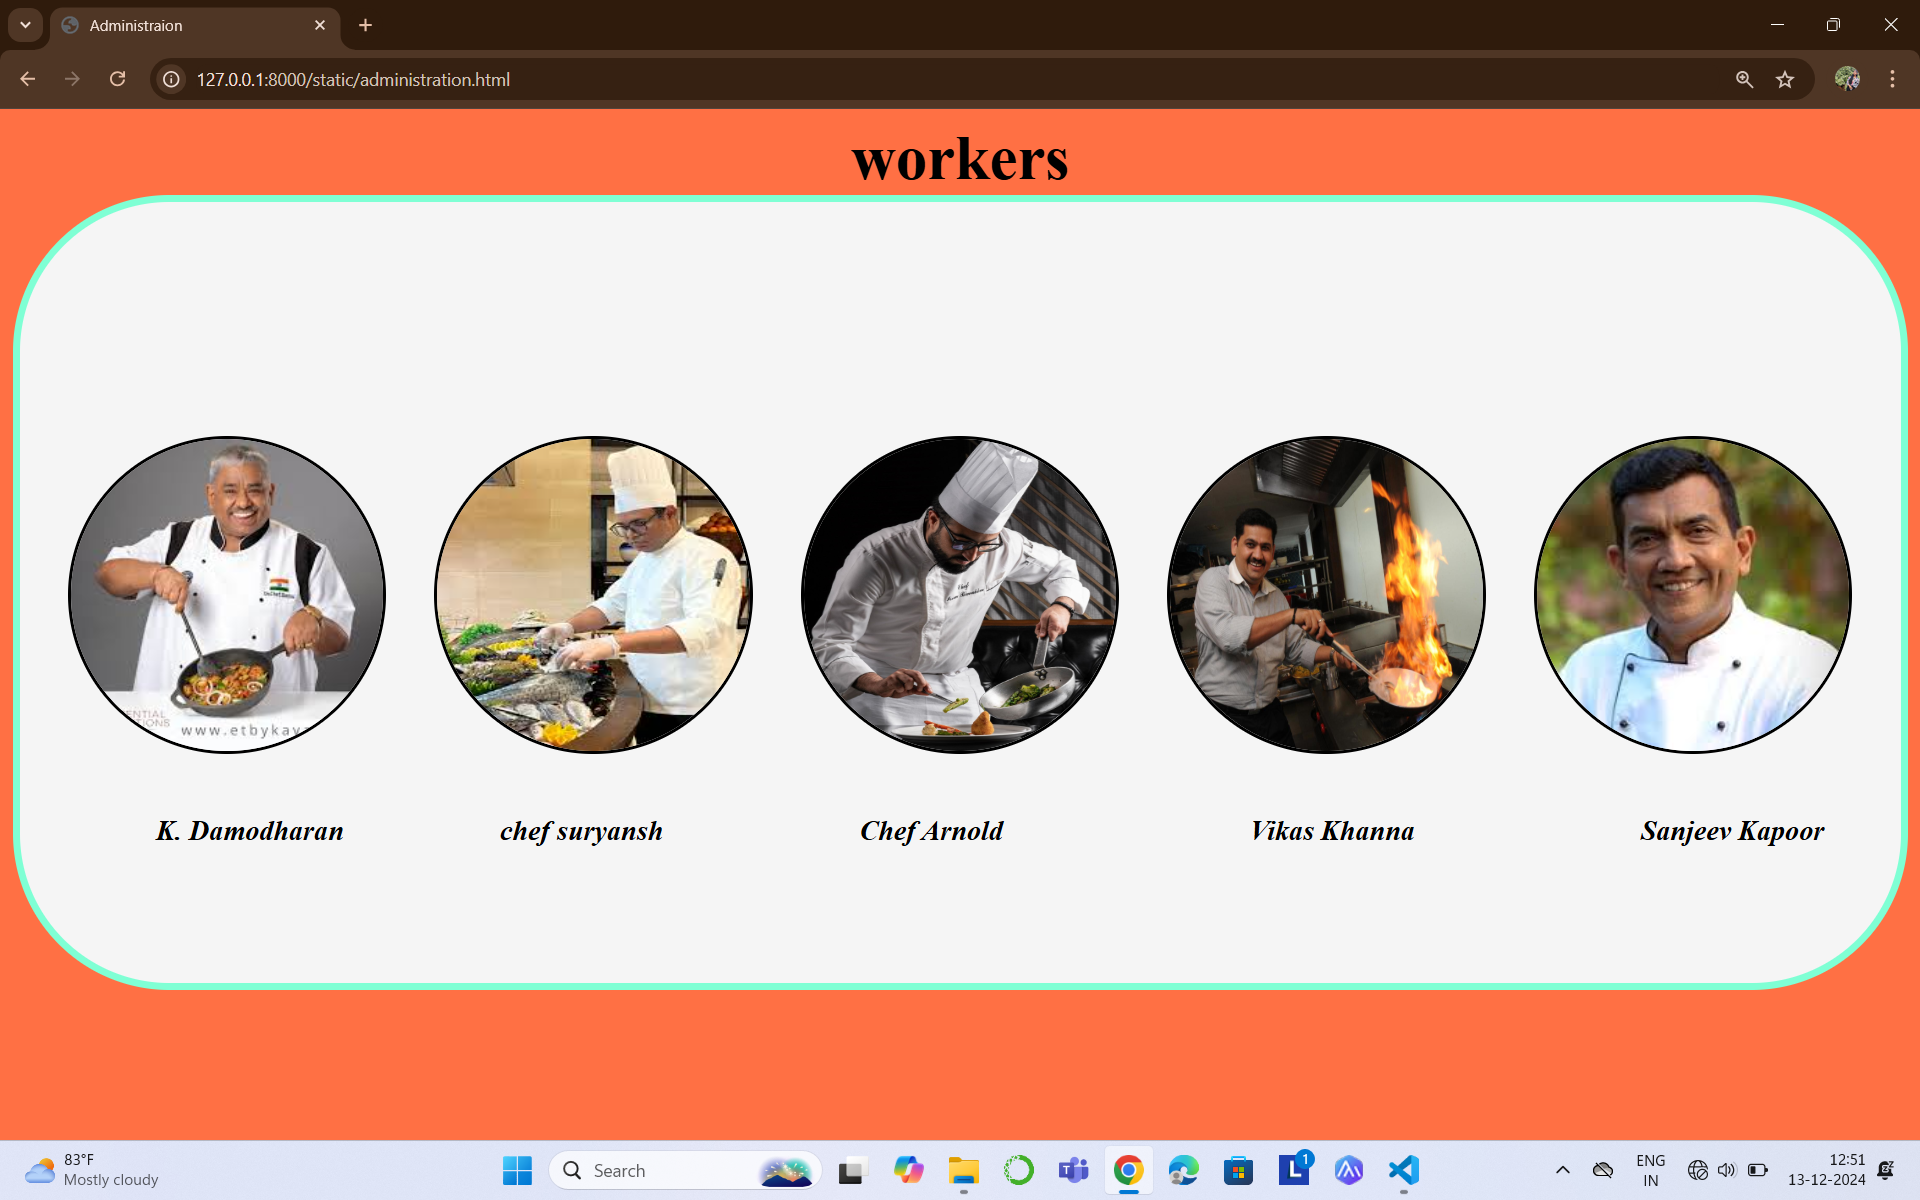 Administraion
127.0.0.1:8000/static/administration.html
workers
www.etbykav
K. Damodharan
chef suryansh
Chef Arnold
Vikas Khanna
Sanjeev Kapoor
83°F
Mostly cloudy
Search
1
ENG
IN
12:51
13-12-2024